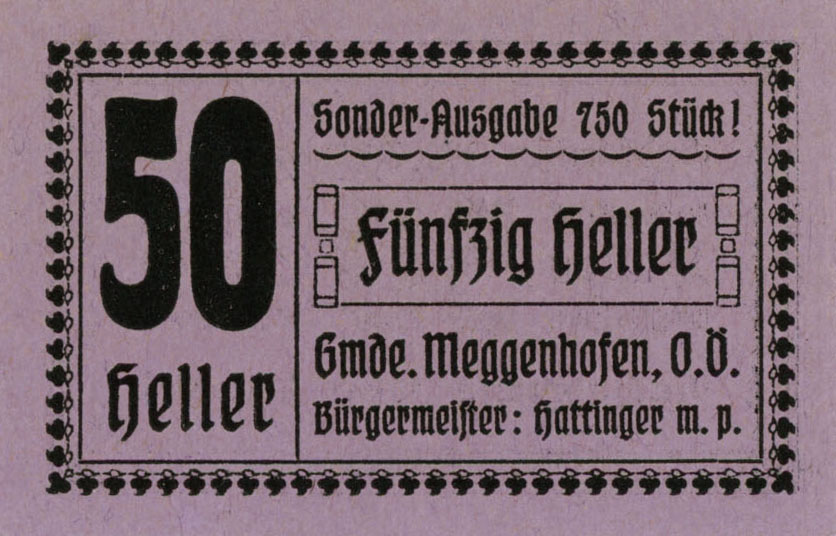 50
Heller
Sonder-Ausgabe 750 Stück!
Fünfzig Heller
Gmde. Meggenhofen, O.Ö.
Bürgermeister: Hattinger m. p.